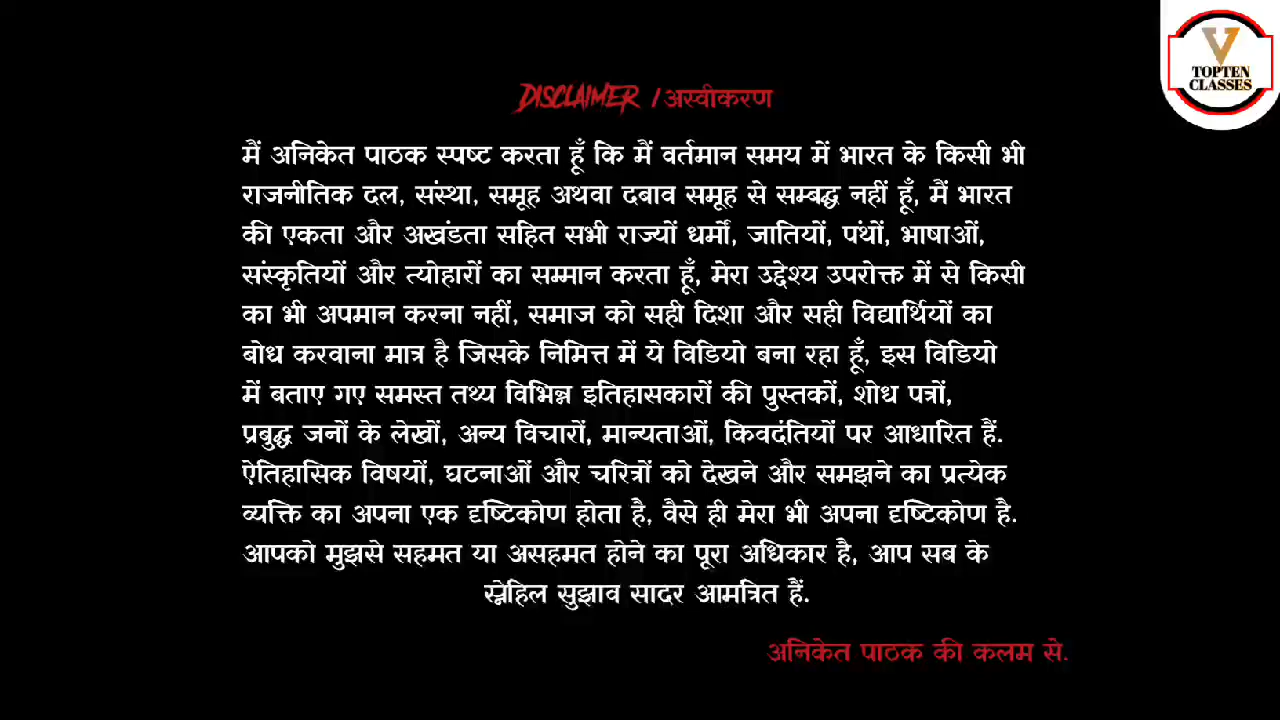 V
TOPTEN
CLASSES
DISCLAIMER / अस्वीकरण
मैं अनिकेत पाठक स्पष्ट करता हूँ कि मैं वर्तमान समय में भारत के किसी भी
राजनीतिक दल, संस्था, समूह अथवा दबाव समूह से सम्बद्ध नहीं हूँ, मैं भारत
की एकता और अखंडता सहित सभी राज्यों धर्मों, जातियों, पंथों, भाषाओं,
संस्कृतियों और त्योहारों का सम्मान करता हूँ, मेरा उद्देश्य उपरोक्त में से किसी
का भी अपमान करना नहीं, समाज को सही दिशा और सही विद्यार्थियों का
बोध करवाना मात्र है जिसके निमित्त में ये विडियो बना रहा हूँ, इस विडियो
में बताए गए समस्त तथ्य विभिन्न इतिहासकारों की पुस्तकों, शोध पत्रों,
प्रबुद्ध जनों के लेखों, अन्य विचारों, मान्यताओं, किवदंतियों पर आधारित हैं.
ऐतिहासिक विषयों, घटनाओं और चरित्रों को देखने और समझने का प्रत्येक
व्यक्ति का अपना एक दृष्टिकोण होता है, वैसे ही मेरा भी अपना दृष्टिकोण है.
आपको मुझसे सहमत या असहमत होने का पूरा अधिकार है, आप सब के
स्नेहिल सुझाव सादर आमंत्रित हैं.
अनिकेत पाठक की कलम से.